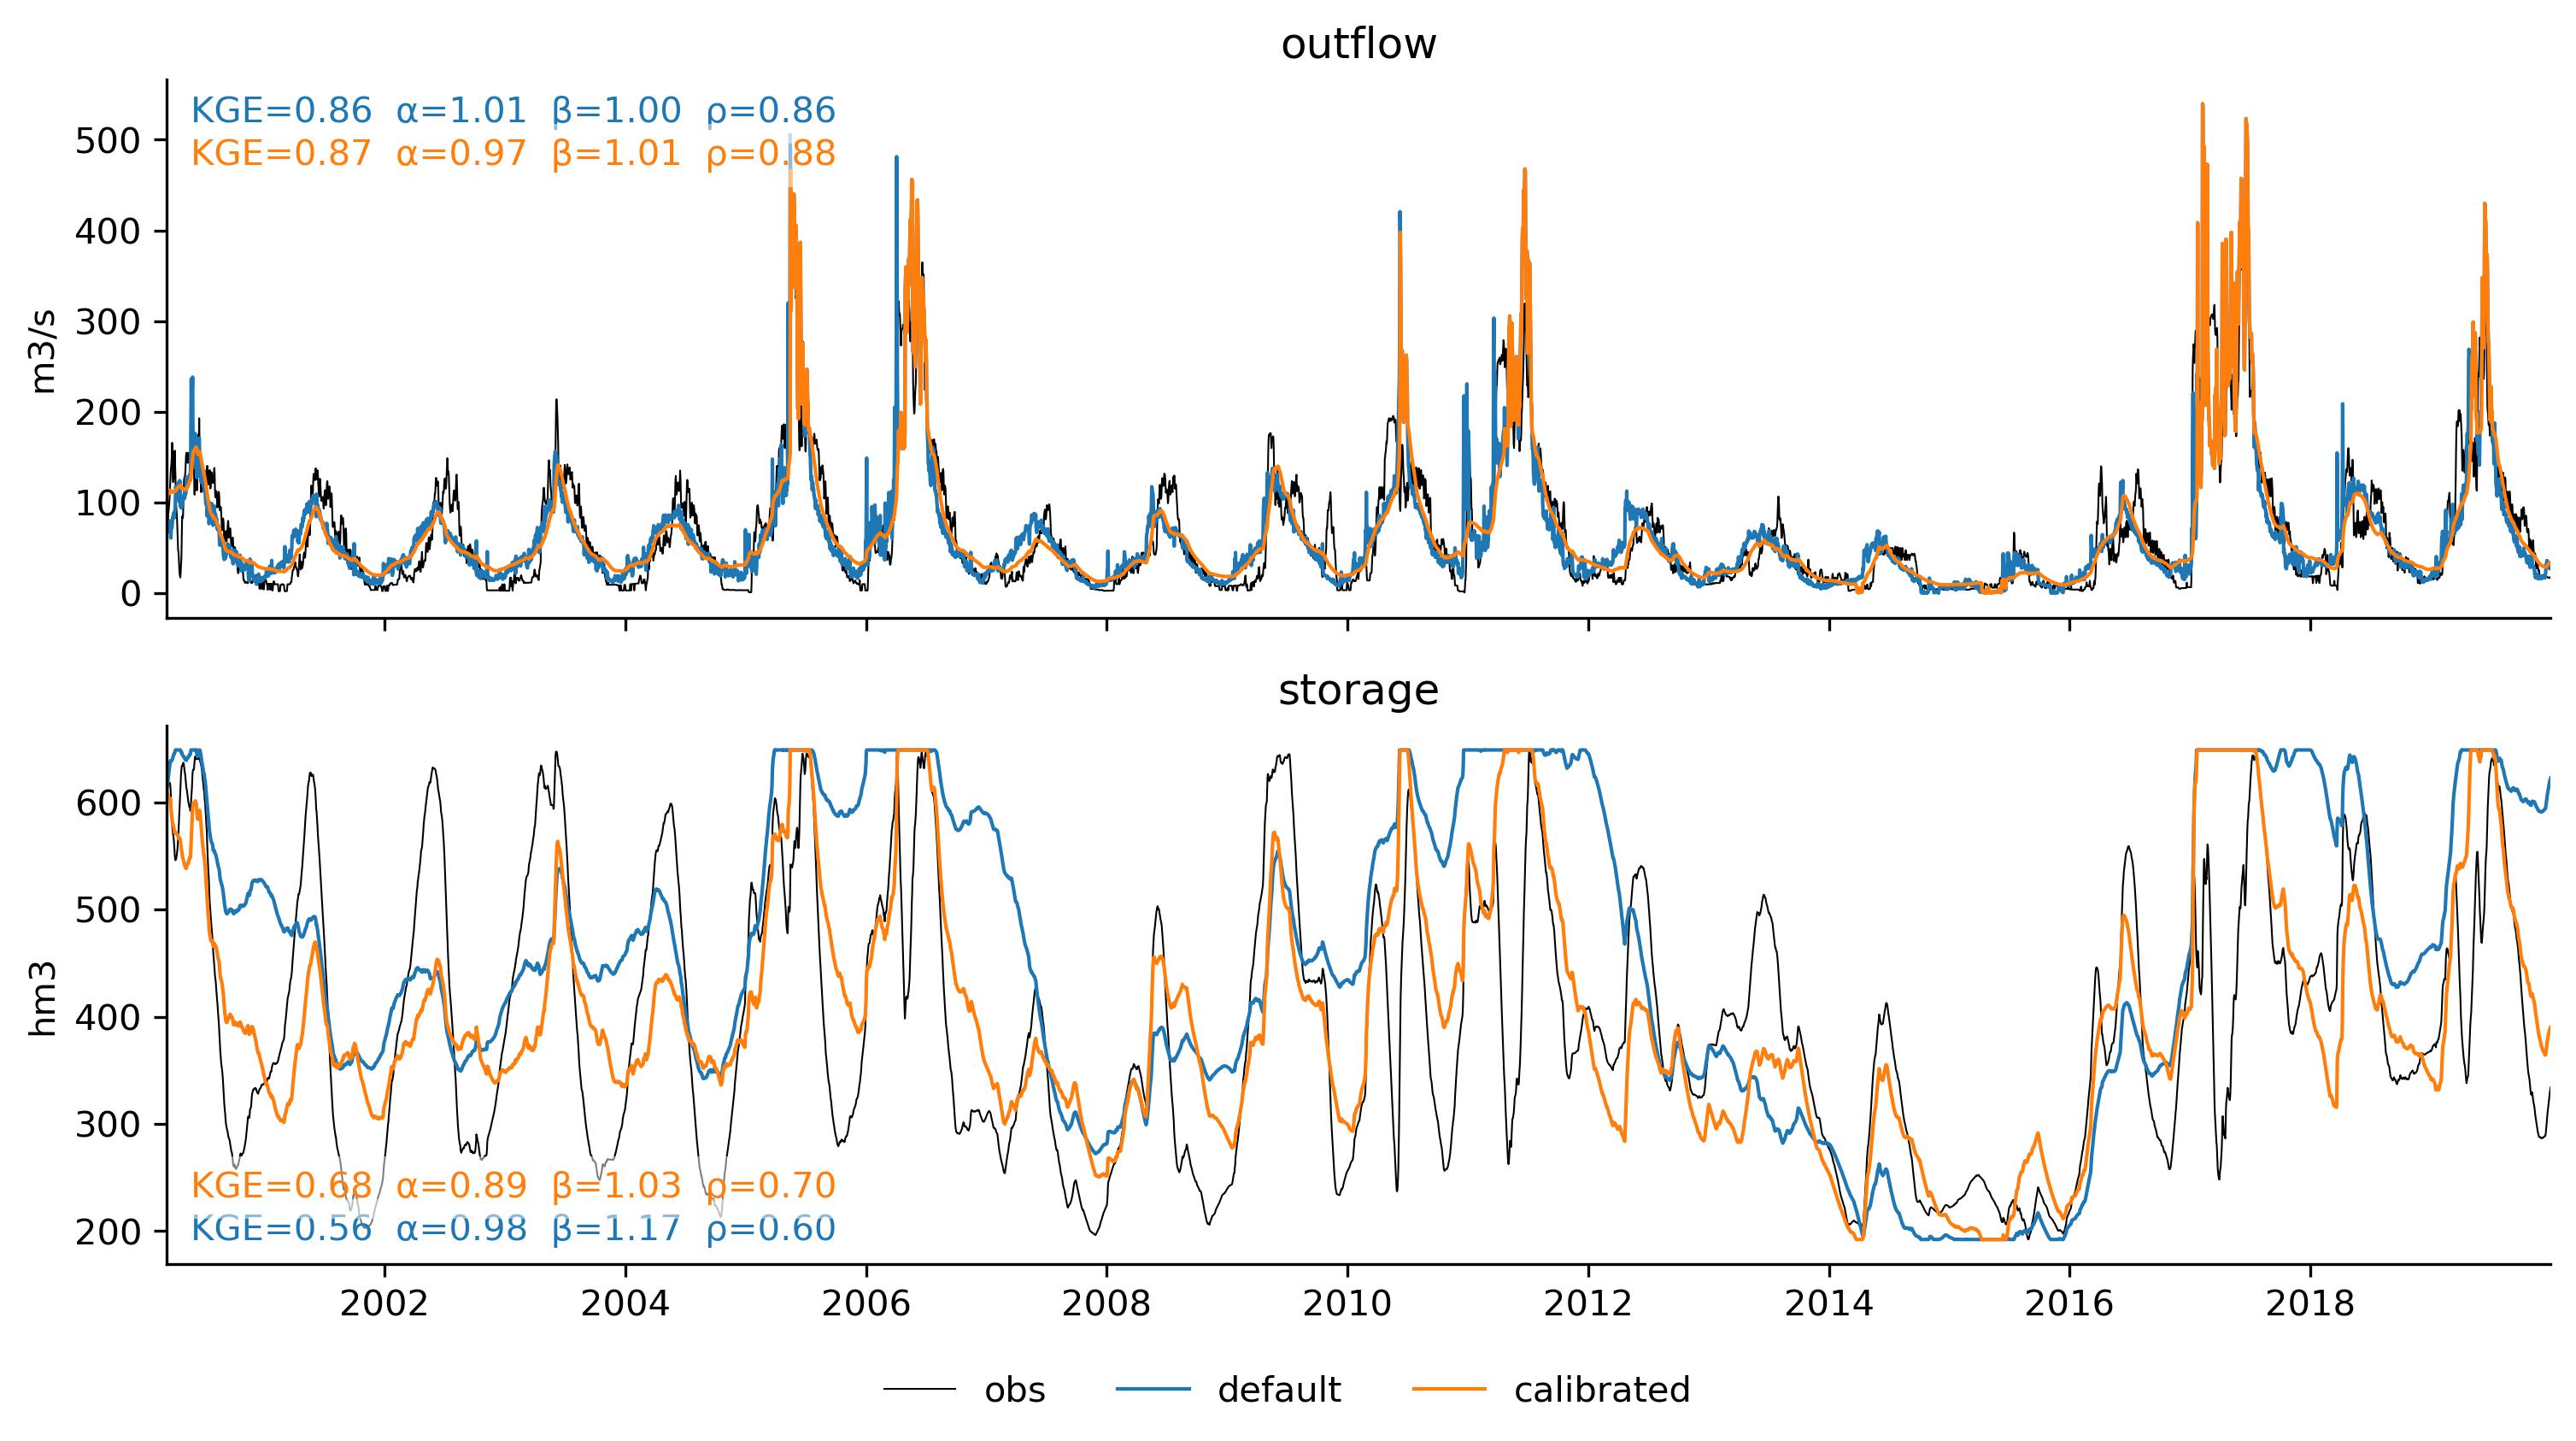 outflow
KGE=0.86 α=1.01 β=1.00 ρ=0.86
KGE=0.87 α=0.97 β=1.01 ρ=0.88
m3/s
500
400
300
200
100
0
storage
hm3
600
500
400
300
200
KGE=0.68 α=0.89 β=1.03 ρ=0.70
KGE=0.56 α=0.98 β=1.17 ρ=0.60
2002 2004 2006 2008 2010 2012 2014 2016 2018
obs default calibrated